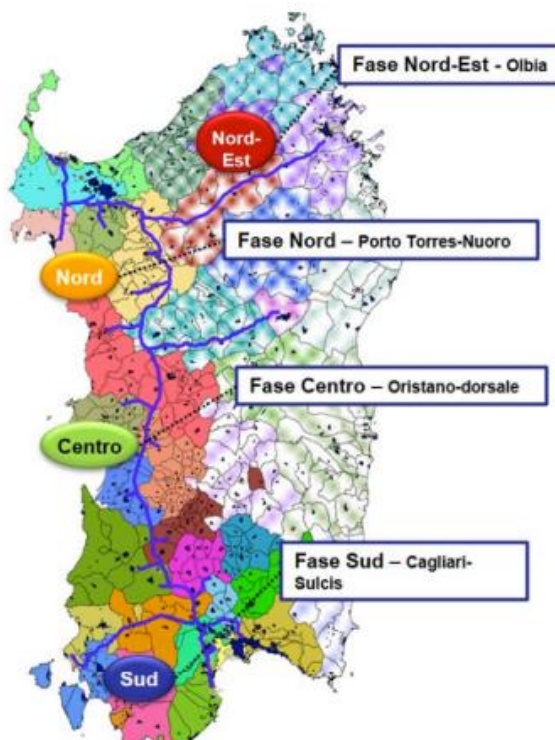 Fase Nord-Est - Olbia
Nord-
Est
Fase Nord – Porto Torres-Nuoro
Nord
Fase Centro – Oristano-dorsale
Centro
Fase Sud – Cagliari-
Sulcis
Sud